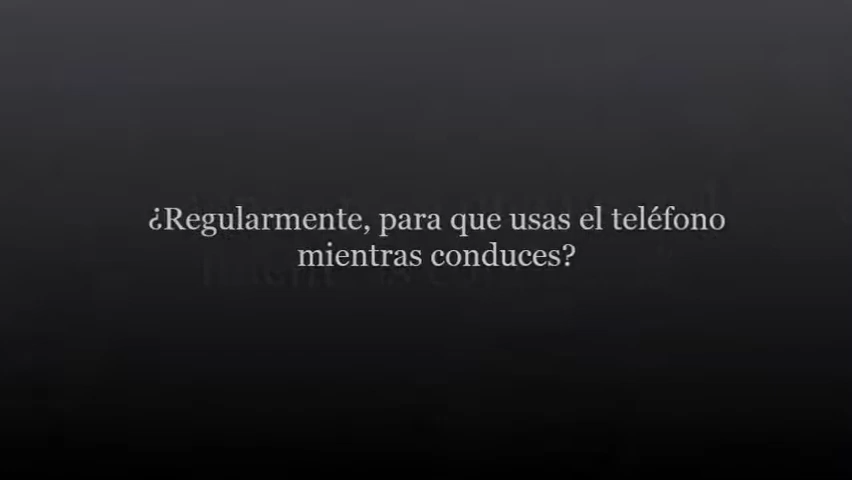 ¿Regularmente, para que usas el teléfono
mientras conduces?